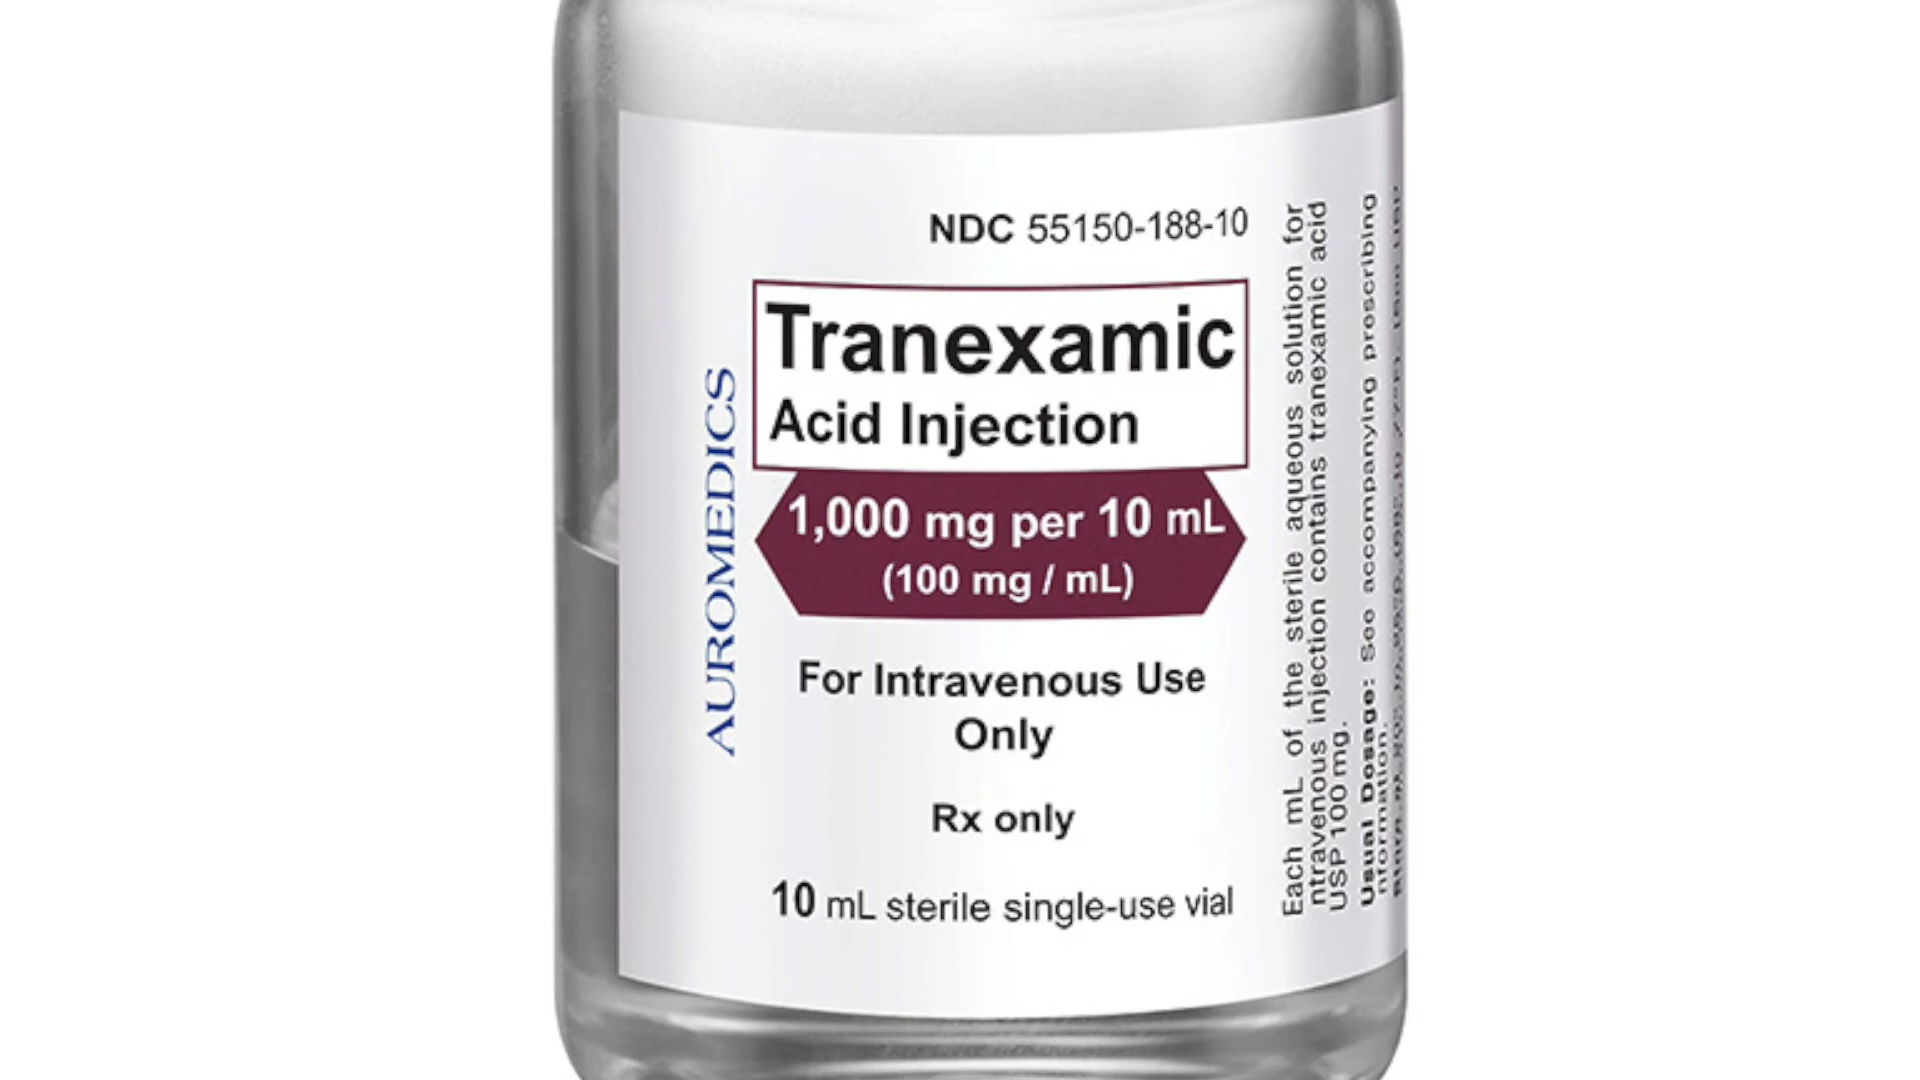 NDC 55150-188-10
Tranexamic
Acid Injection
1,000 mg per 10 mL
(100 mg / mL)
For Intravenous Use
Only
Rx only
10 mL sterile single-use vial
AUROMEDICS
Each mL of the sterile aqueous solution for
ntravenous injection contains tranexamic acid
USP 100 mg.
Usual Dosage: See accompanying prescribing
nformation.